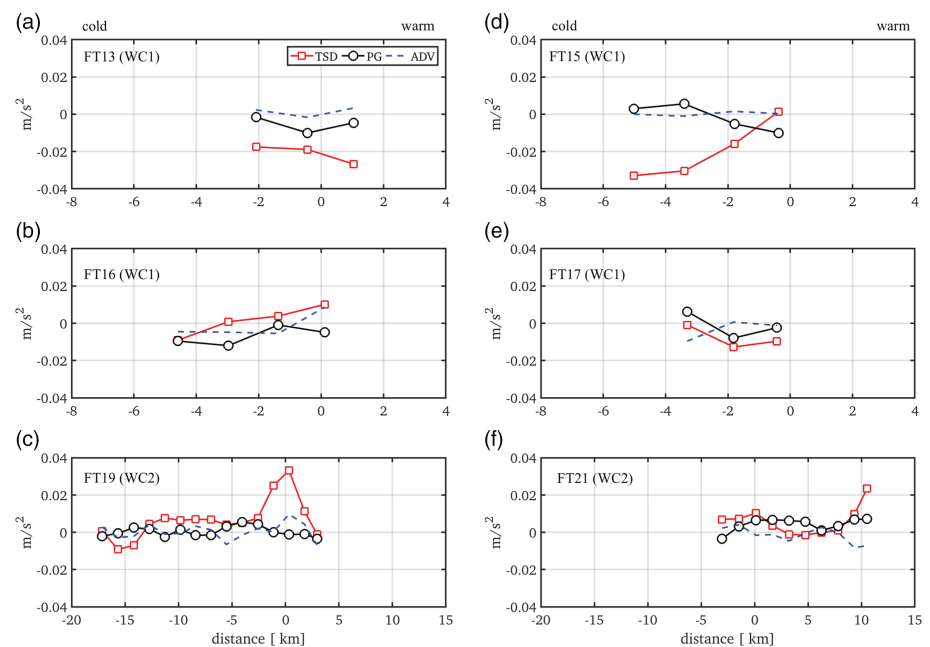 (a)
cold
warm
FT13 (WC1)
TSD PG ADV
0.04
0.02
0
-0.02
-0.04
m/s²
-8 -6 -4 -2 0 2 4
(d)
cold
warm
FT15 (WC1)
0.04
0.02
0
-0.02
-0.04
m/s²
-8 -6 -4 -2 0 2 4
(b)
FT16 (WC1)
0.04
0.02
0
-0.02
-0.04
m/s²
-8 -6 -4 -2 0 2 4
(e)
FT17 (WC1)
0.04
0.02
0
-0.02
-0.04
m/s²
-8 -6 -4 -2 0 2 4
(c)
FT19 (WC2)
0.04
0.02
0
-0.02
-0.04
m/s²
-20 -15 -10 -5 0 5 10 15
distance [ km]
(f)
FT21 (WC2)
0.04
0.02
0
-0.02
-0.04
m/s²
-20 -15 -10 -5 0 5 10 15
distance [ km]